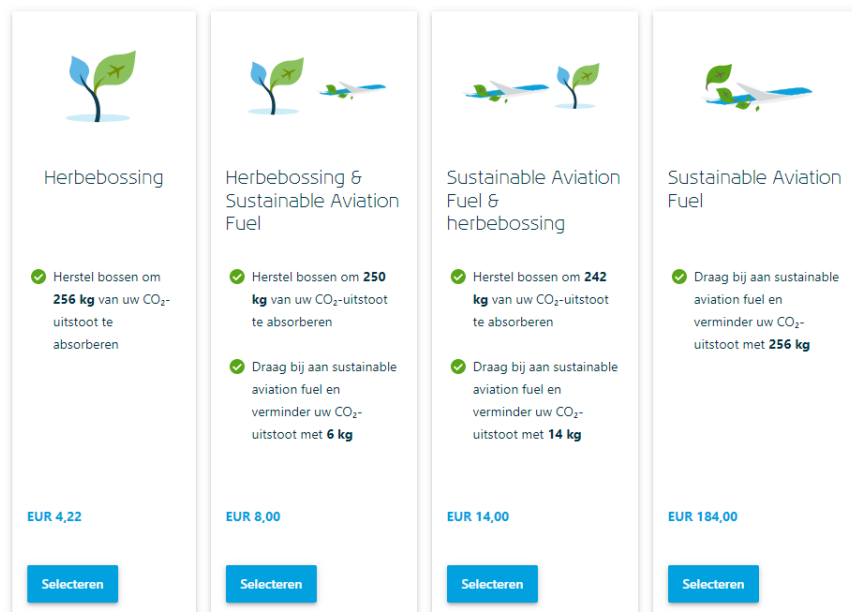 Herbebossing
Herstel bossen om
256 kg van uw CO₂-
uitstoot te
absorberen
EUR 4,22
Selecteren
Herbebossing &
Sustainable Aviation
Fuel
Herstel bossen om 250
kg van uw CO₂-uitstoot
te absorberen
Draag bij aan sustainable
aviation fuel en
verminder uw CO₂-
uitstoot met 6 kg
EUR 8,00
Selecteren
Sustainable Aviation
Fuel &
herbebossing
Herstel bossen om 242
kg van uw CO₂-uitstoot
te absorberen
Draag bij aan sustainable
aviation fuel en
verminder uw CO₂-
uitstoot met 14 kg
EUR 14,00
Selecteren
Sustainable Aviation
Fuel
Draag bij aan sustainable
aviation fuel en
verminder uw CO₂-
uitstoot met 256 kg
EUR 184,00
Selecteren